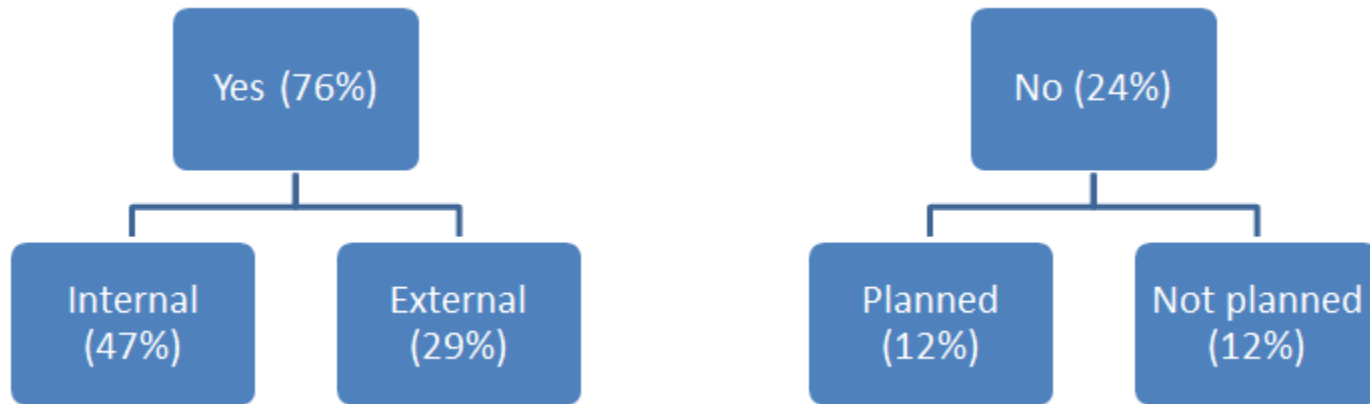 Yes (76%)
No (24%)
Internal
(47%)
External
(29%)
Planned
(12%)
Not planned
(12%)